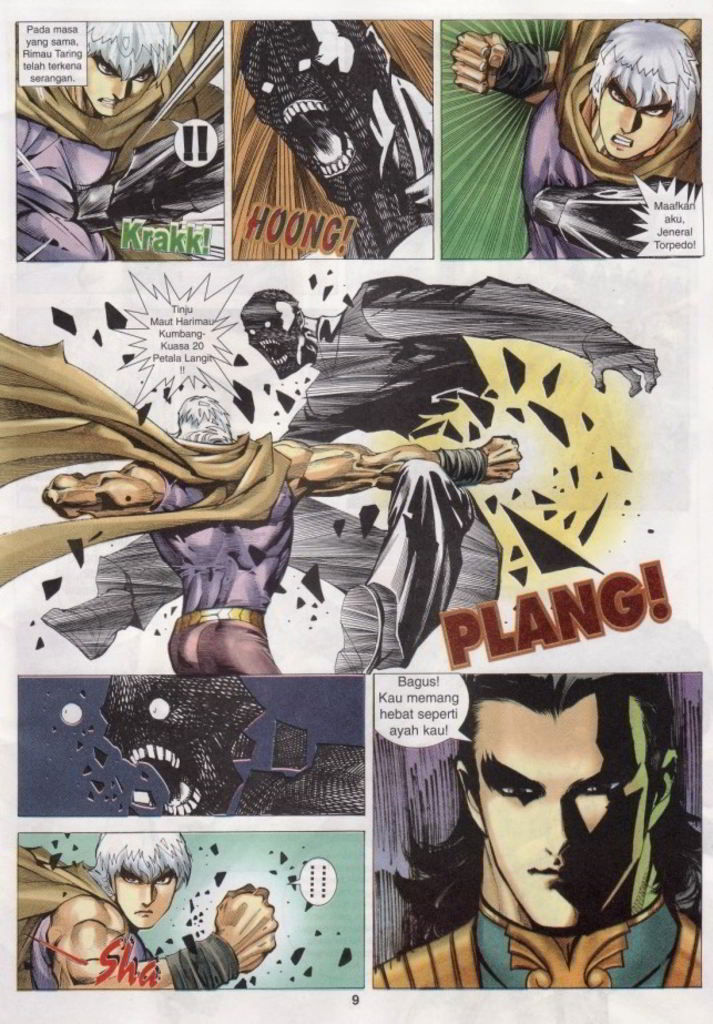 Pada masa
yang sama,
Rimau Taring
telah terkena
serangan.
!!
Krakk!
HOONG!
Maafkan
aku,
Jeneral
Torpedo!
Tinju
Maut Harimau
Kumbang-
Kuasa 20
Petala Langit
!!
PLANG!
Bagus!
Kau memang
hebat seperti
ayah kau!
!!!!
Sha
9